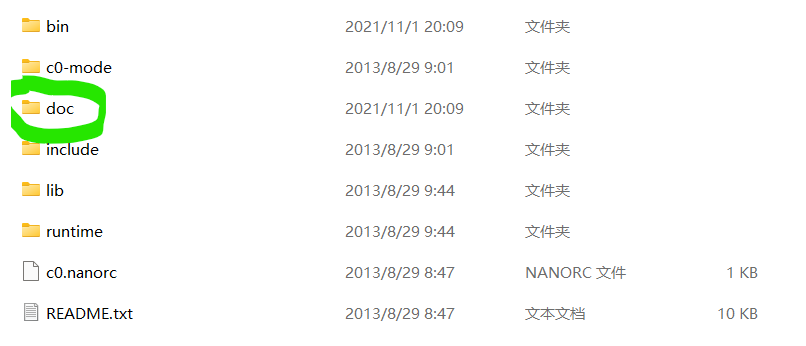 bin 2021/11/1 20:09 文件夹
c0-mode 2013/8/29 9:01 文件夹
doc 2021/11/1 20:09 文件夹
include 2013/8/29 9:01 文件夹
lib 2013/8/29 9:44 文件夹
runtime 2013/8/29 9:44 文件夹
c0.nanorc 2013/8/29 8:47 NANORC 文件 1 KB
README.txt 2013/8/29 8:47 文本文档 10 KB